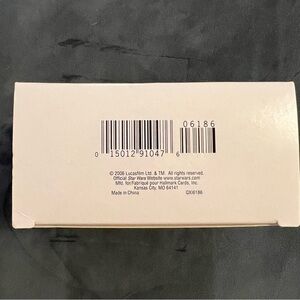 06186
0 15012 91047 6
© 2006 Lucasfilm Ltd. & TM. All rights reserved.
Official Star Wars Website www.starwars.com
Mfd. for/Fabriqué pour Hallmark Cards, Inc.
Kansas City, MO 64141
Made in China QXI6186